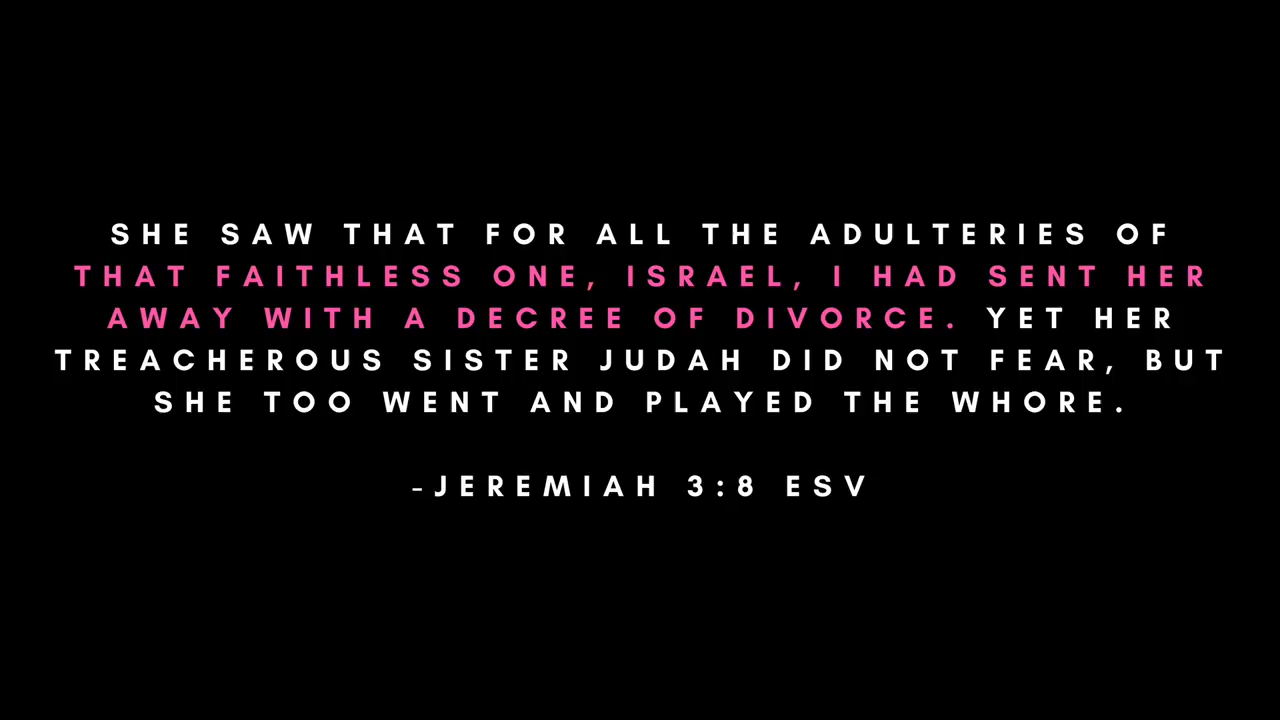 SHE SAW THAT FOR ALL THE ADULTERIES OF
THAT FAITHLESS ONE, ISRAEL, I HAD SENT HER
AWAY WITH A DECREE OF DIVORCE. YET HER
TREACHEROUS SISTER JUDAH DID NOT FEAR, BUT
SHE TOO WENT AND PLAYED THE WHORE.
-JEREMIAH 3:8 ESV